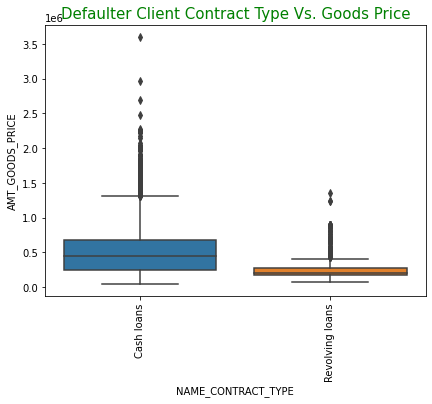 Defaulter Client Contract Type Vs. Goods Price
1e6
3.5
3.0
2.5
2.0
1.5
1.0
0.5
0.0
AMT_GOODS_PRICE
Cash loans
Revolving loans
NAME_CONTRACT_TYPE